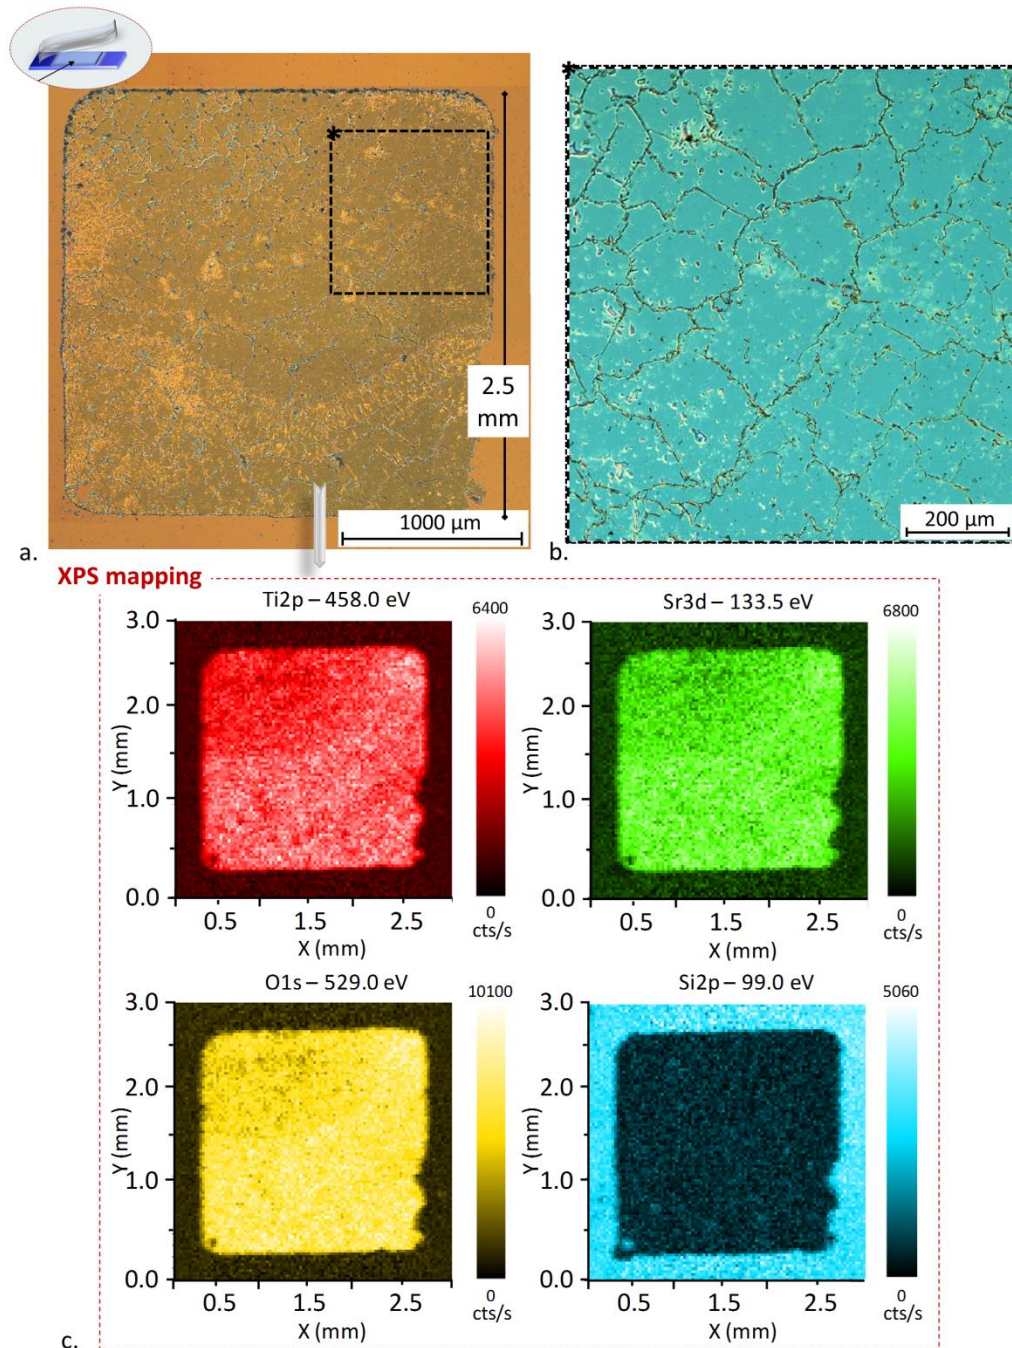 *
*
2.5
mm
1000 µm
200 µm
a.
b.
XPS mapping
Ti2p – 458.0 eV
6400
3.0
2.0
1.0
0.0
Y (mm)
0.5 1.5 2.5
X (mm)
0
cts/s
Sr3d – 133.5 eV
6800
3.0
2.0
1.0
0.0
Y (mm)
0.5 1.5 2.5
X (mm)
0
cts/s
O1s – 529.0 eV
10100
3.0
2.0
1.0
0.0
Y (mm)
0.5 1.5 2.5
X (mm)
0
cts/s
Si2p – 99.0 eV
5060
3.0
2.0
1.0
0.0
Y (mm)
0.5 1.5 2.5
X (mm)
0
cts/s
c.